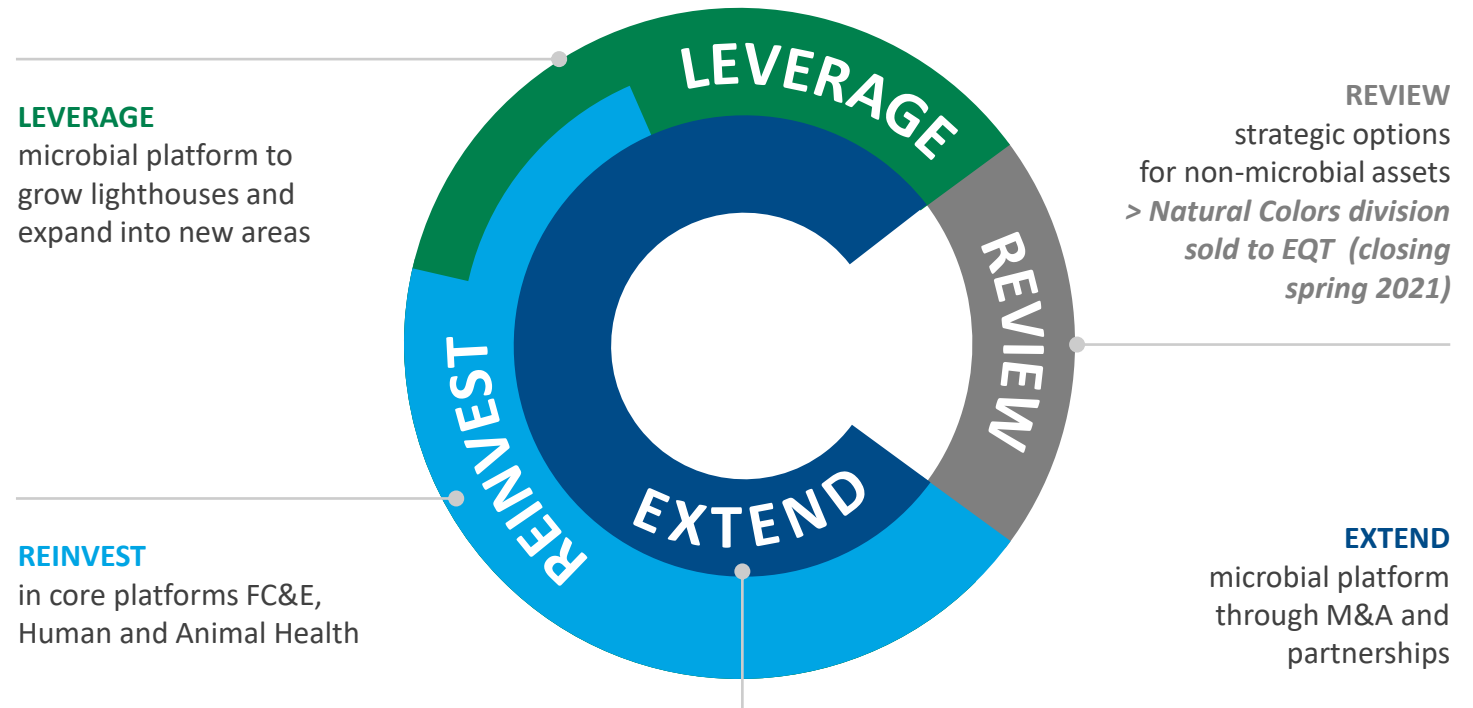 LEVERAGE
microbial platform to
grow lighthouses and
expand into new areas
REINVEST
in core platforms FC&E,
Human and Animal Health
LEVERAGE
REVIEW
REINVEST
EXTEND
REVIEW
strategic options
for non-microbial assets
> Natural Colors division
sold to EQT (closing
spring 2021)
EXTEND
microbial platform
through M&A and
partnerships